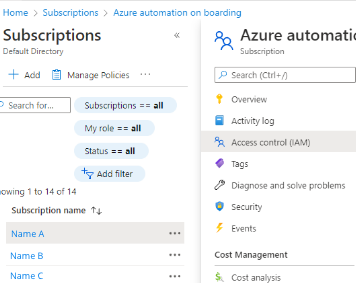 Home > Subscriptions > Azure automation on boarding
Subscriptions
Default Directory
+ Add Manage Policies ...
Search for...
Subscriptions == all
My role == all
Status == all
Add filter
owing 1 to 14 of 14
Subscription name ↑↓
Name A ...
Name B ...
Name C ...
Azure automatio
Subscription
Search (Ctrl+/)
Overview
Activity log
Access control (IAM)
Tags
Diagnose and solve problems
Security
Events
Cost Management
Cost analysis